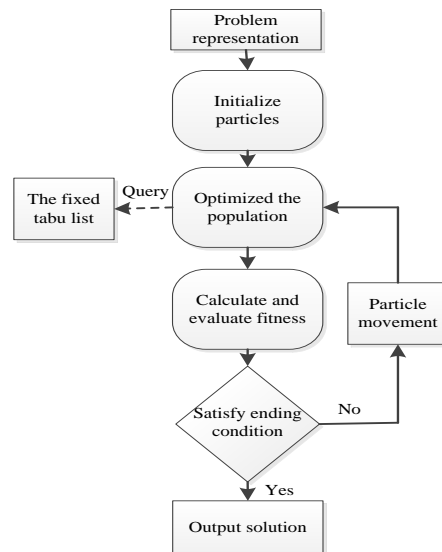 Problem
representation
Initialize
particles
Query
The fixed
tabu list
Optimized the
population
Calculate and
evaluate fitness
Particle
movement
Satisfy ending
condition
No
Yes
Output solution